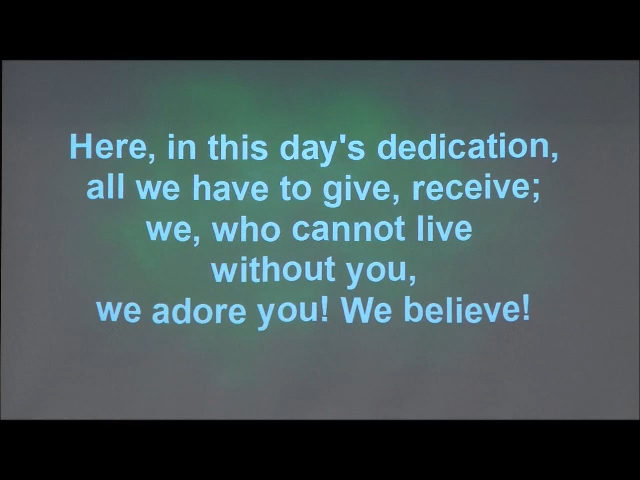 Here, in this day's dedication,
all we have to give, receive;
we, who cannot live
without you,
we adore you! We believe!